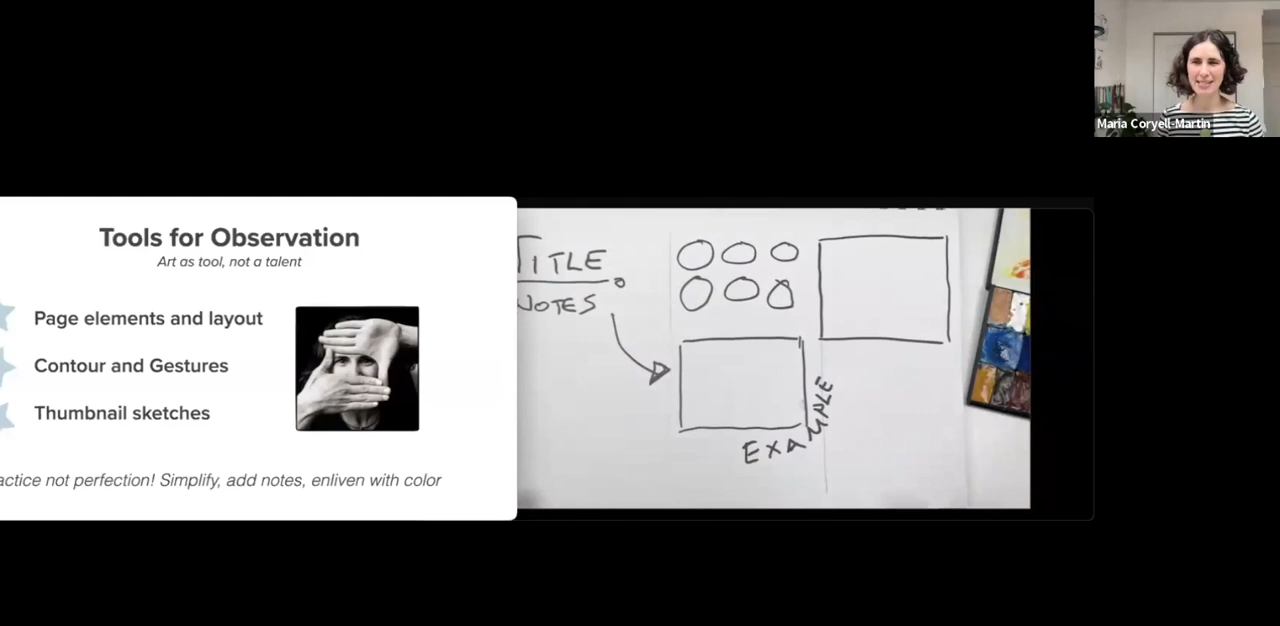 Maria Coryell-Martin
Tools for Observation
Art as tool, not a talent
Page elements and layout
Contour and Gestures
Thumbnail sketches
actice not perfection! Simplify, add notes, enliven with color
TITLE
NOTES
EXAMPLE